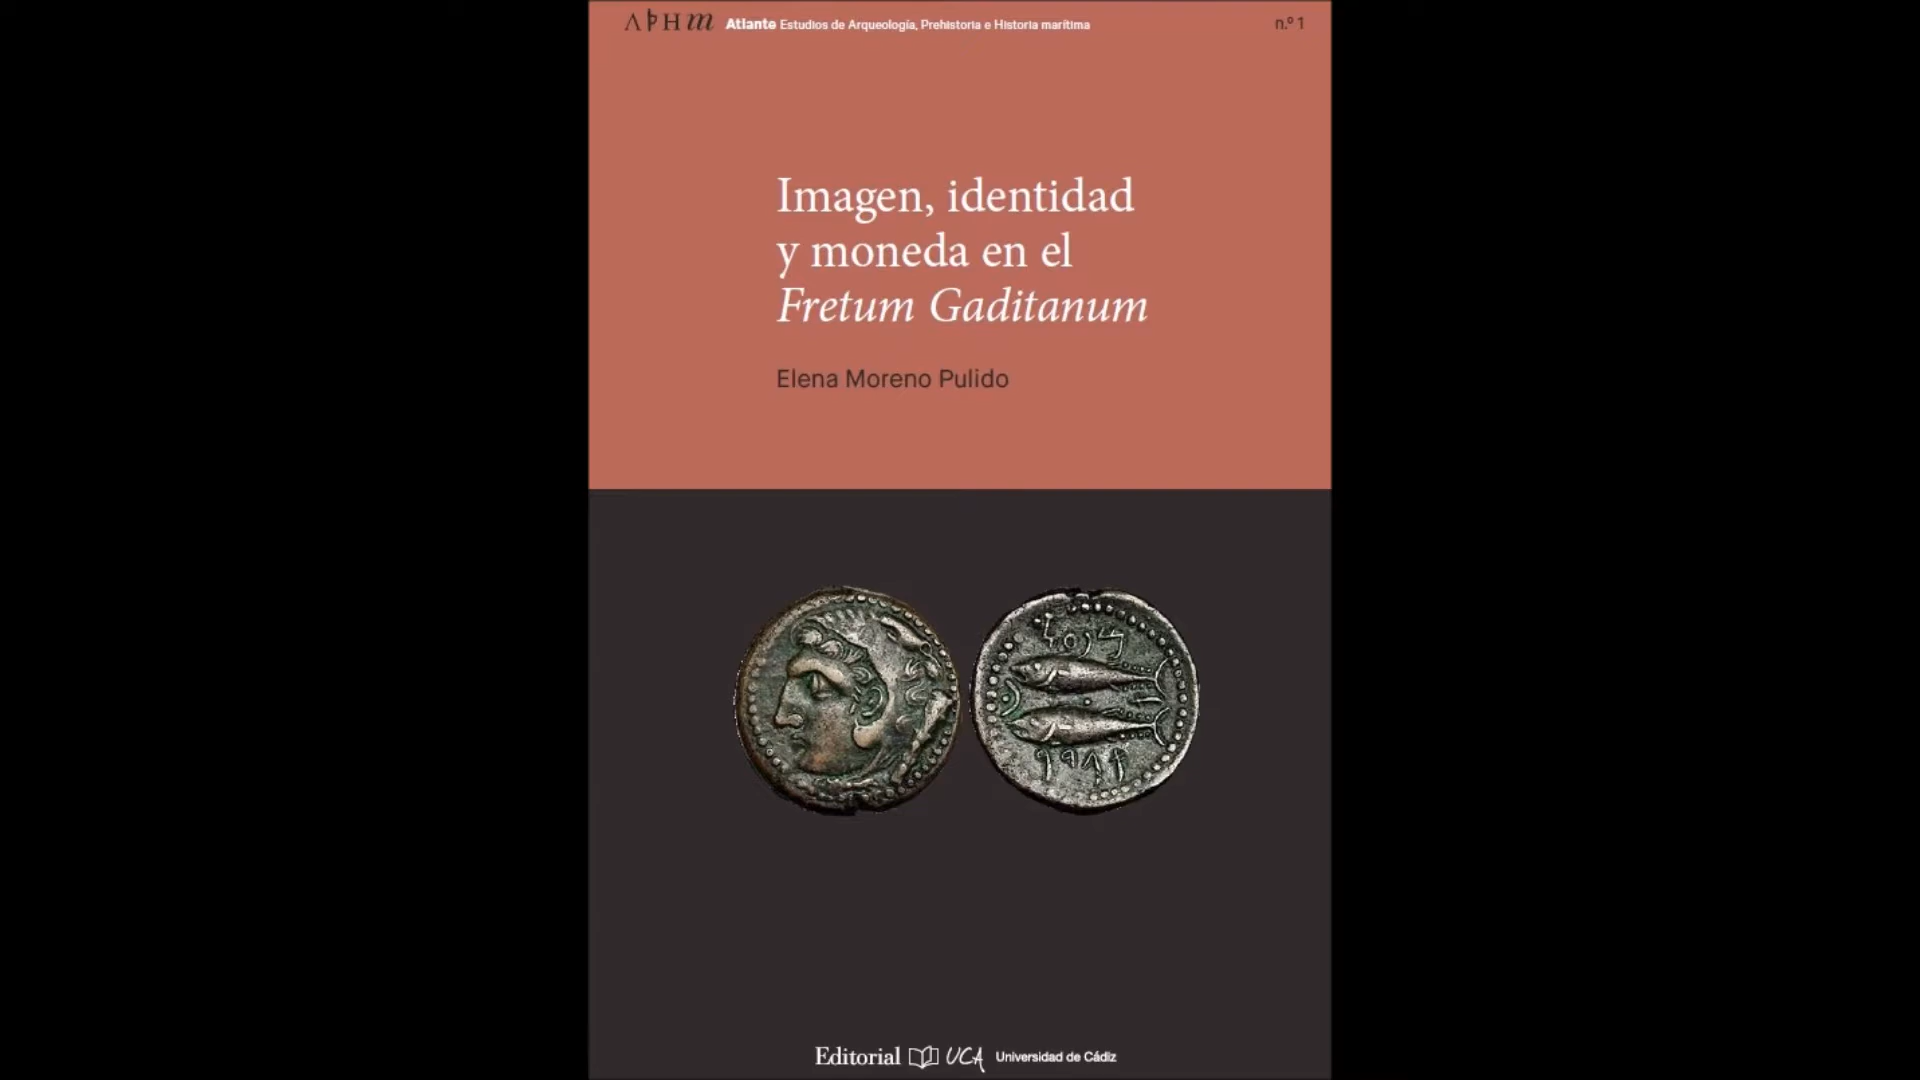 APHm Atlante Estudios de Arqueología, Prehistoria e Historia marítima n.º 1
Imagen, identidad
y moneda en el
Fretum Gaditanum
Elena Moreno Pulido
Editorial UCA Universidad de Cádiz